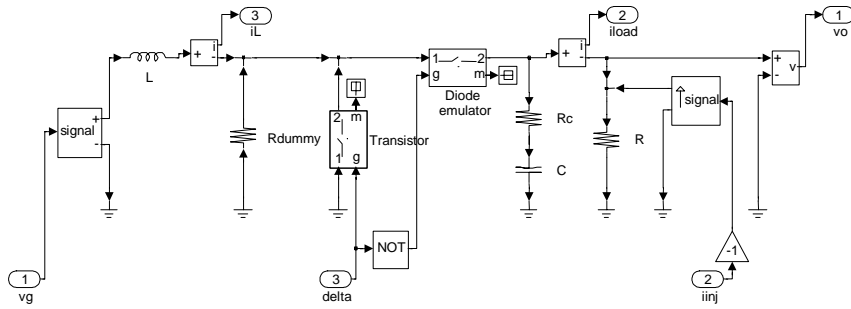 3
iL
2
iload
1
vo
L
+
i
-
1
2
g
m
Diode
emulator
+
i
-
+
-
v
signal
+
-
Rdummy
2
m
1
g
Transistor
Rc
C
R
signal
NOT
-1
1
vg
3
delta
2
iinj